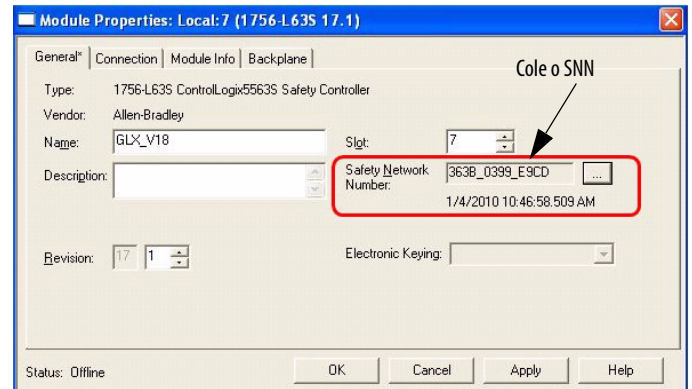 Module Properties: Local:7 (1756-L63S 17.1)
General* Connection Module Info Backplane
Cole o SNN
Type: 1756-L63S ControlLogix5563S Safety Controller
Vendor: Allen-Bradley
Name: GLX_V18
Slot: 7
Description:
Safety Network Number: 363B_0399_E9CD ...
1/4/2010 10:46:58.509 AM
Revision: 17 1
Electronic Keying:
Status: Offline
OK Cancel Apply Help